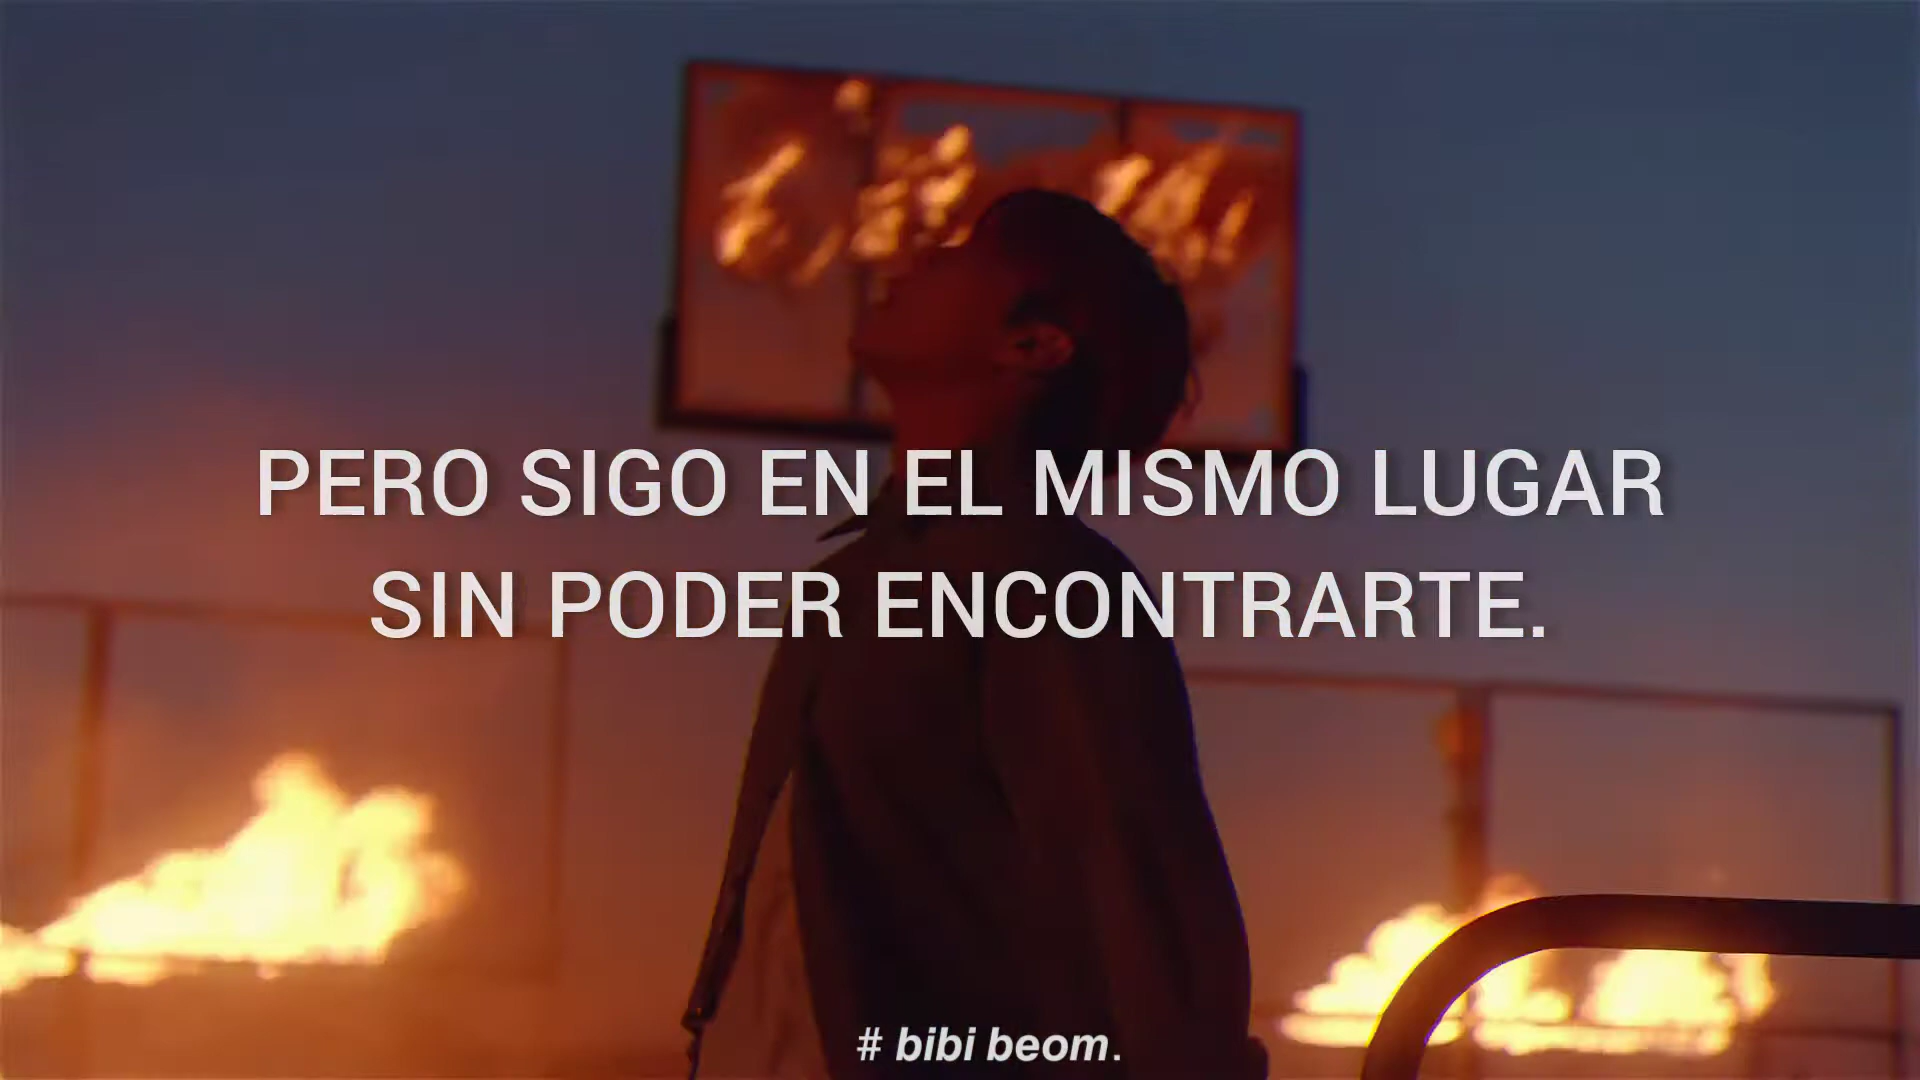 PERO SIGO EN EL MISMO LUGAR
SIN PODER ENCONTRARTE.
# bibi beom.